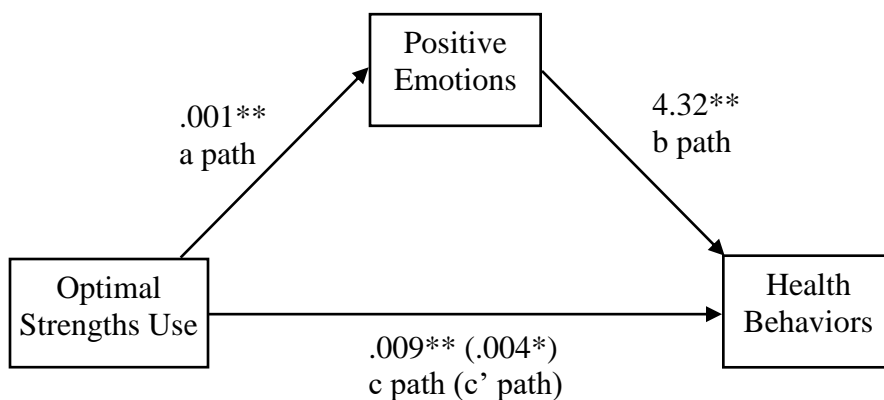 Positive
Emotions
.001**
a path
4.32**
b path
Optimal
Strengths Use
Health
Behaviors
.009** (.004*)
c path (c’ path)